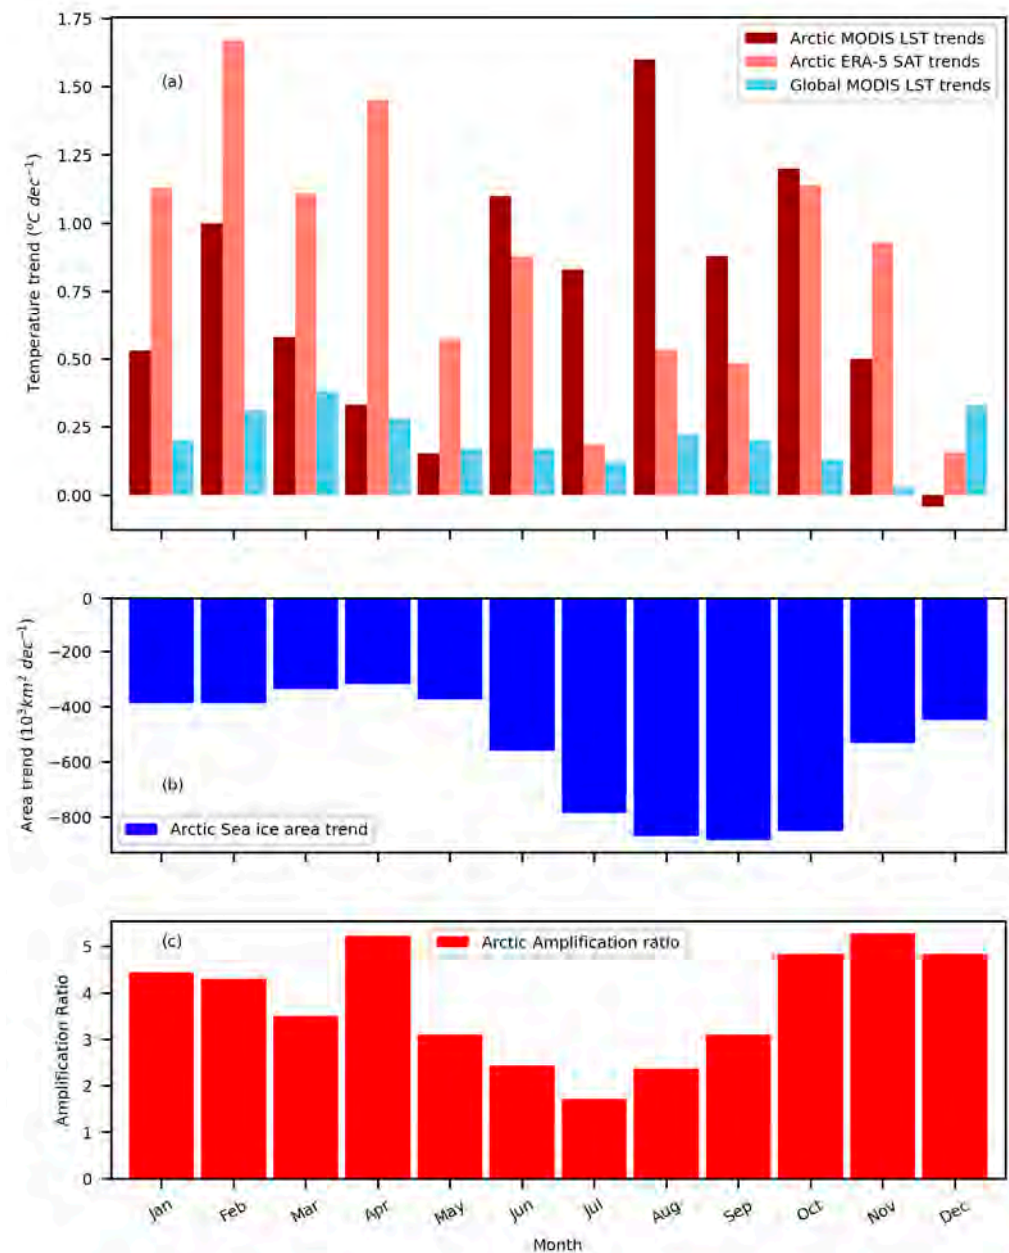 1.75
1.50
1.25
1.00
0.75
0.50
0.25
0.00
Temperature trend (°C dec⁻¹)
(a)
Arctic MODIS LST trends
Arctic ERA-5 SAT trends
Global MODIS LST trends
0
−200
−400
−600
−800
Area trend (10³km² dec⁻¹)
(b)
Arctic Sea ice area trend
5
4
3
2
1
0
Amplification Ratio
(c)
Arctic Amplification ratio
Jan Feb Mar Apr May Jun Jul Aug Sep Oct Nov Dec
Month